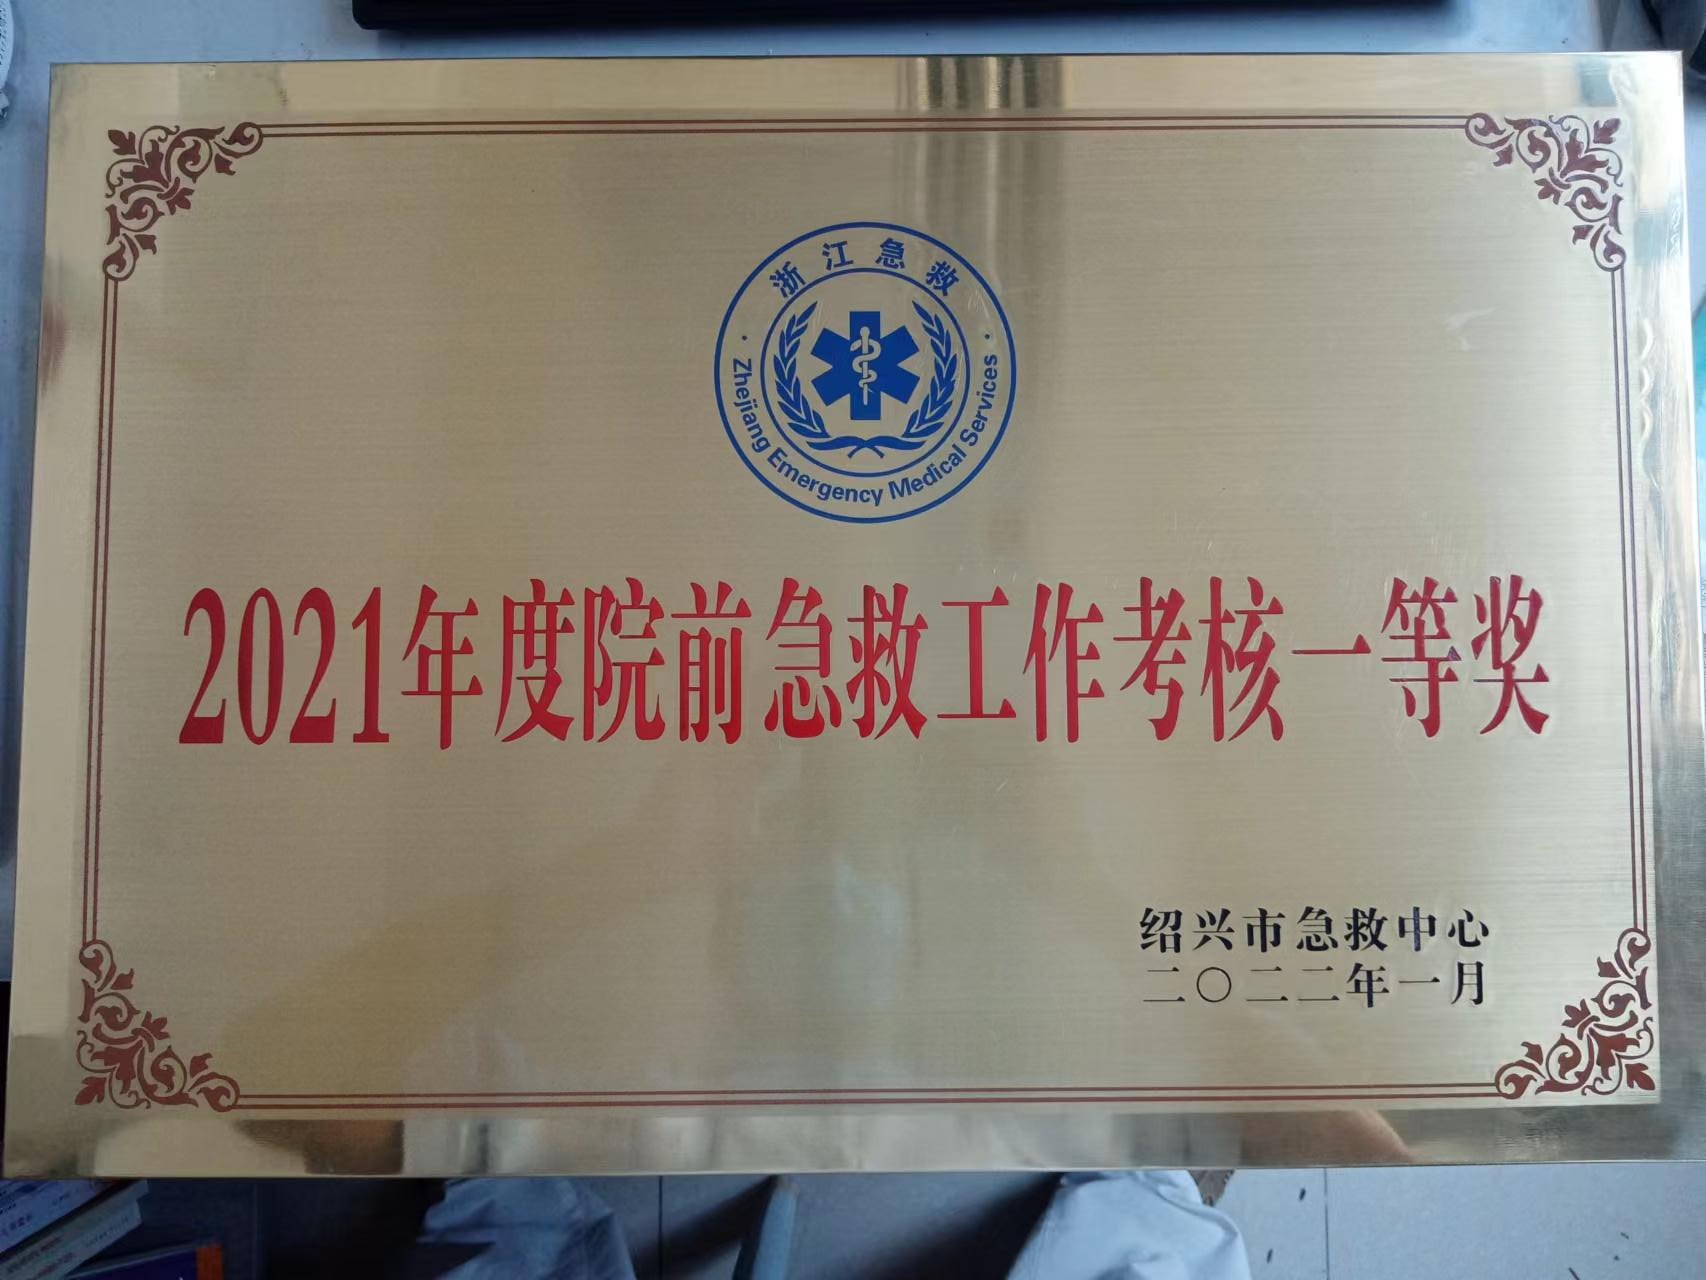 浙江急救
Zhejiang Emergency Medical Services
2021年度院前急救工作考核一等奖
绍兴市急救中心
二〇二二年一月